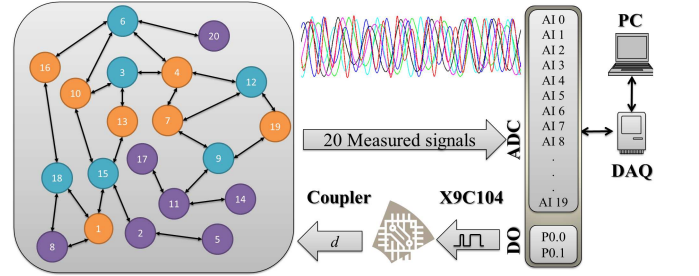 6
20
16
3
4
12
10
13
7
19
17
9
18
15
11
14
1
2
5
8
20 Measured signals
Coupler
X9C104
d
ADC
DO
AI 0
AI 1
AI 2
AI 3
AI 4
AI 5
AI 6
AI 7
AI 8
.
.
.
AI 19
P0.0
P0.1
PC
DAQ